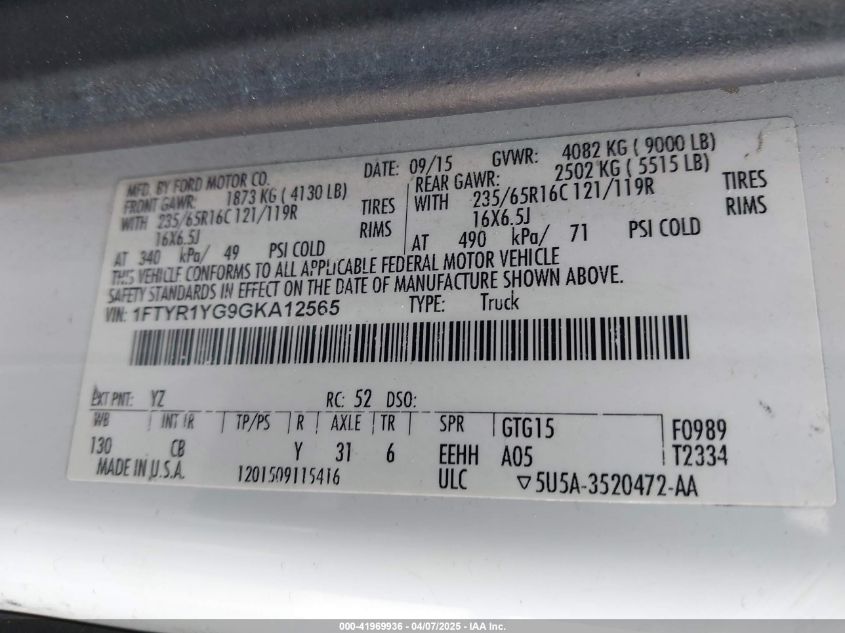 MFD. BY FORD MOTOR CO. DATE: 09/15 GVWR: 4082 KG ( 9000 LB)
FRONT GAWR: 1873 KG ( 4130 LB) REAR GAWR: 2502 KG ( 5515 LB)
WITH 235/65R16C 121/119R TIRES WITH 235/65R16C 121/119R TIRES
16X6.5J RIMS 16X6.5J RIMS
AT 340 kPa/ 49 PSI COLD AT 490 kPa/ 71 PSI COLD
THIS VEHICLE CONFORMS TO ALL APPLICABLE FEDERAL MOTOR VEHICLE
SAFETY STANDARDS IN EFFECT ON THE DATE OF MANUFACTURE SHOWN ABOVE.
VIN: 1FTYR1YG9GKA12565 TYPE: Truck
EXT PNT: YZ RC: 52 DSO:
WB INT TR TP/PS R AXLE TR SPR GTG15 F0989
130 CB Y 31 6 EEHH A05 T2334
MADE IN U.S.A. 1201509115416 ULC ▽5U5A-3520472-AA
000-41969936 - 04/07/2025 - IAA Inc.